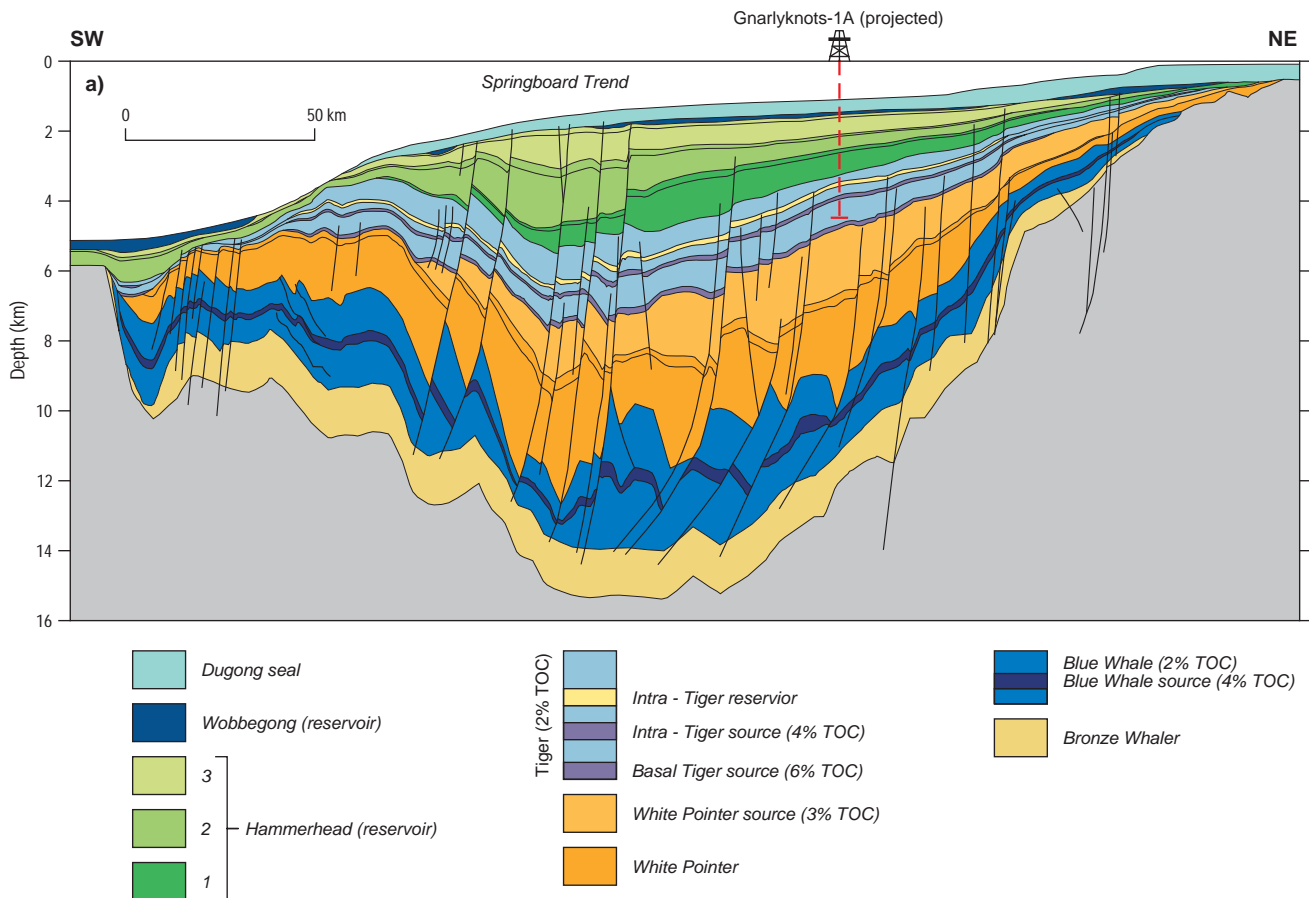 Gnarlyknots-1A (projected)
SW
NE
a)
Springboard Trend
0
50 km
0
2
4
6
8
10
12
14
16
Depth (km)
Dugong seal
Wobbegong (reservoir)
3
2
1
Hammerhead (reservoir)
Tiger (2% TOC)
Intra - Tiger reservior
Intra - Tiger source (4% TOC)
Basal Tiger source (6% TOC)
White Pointer source (3% TOC)
White Pointer
Blue Whale (2% TOC)
Blue Whale source (4% TOC)
Bronze Whaler